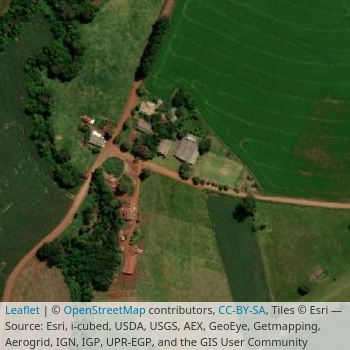 Leaflet | © OpenStreetMap contributors, CC-BY-SA, Tiles © Esri —
Source: Esri, i-cubed, USDA, USGS, AEX, GeoEye, Getmapping,
Aerogrid, IGN, IGP, UPR-EGP, and the GIS User Community